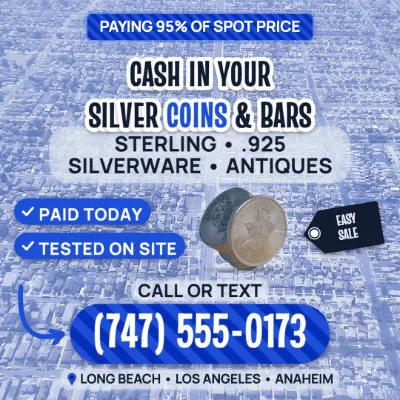 PAYING 95% OF SPOT PRICE
CASH IN YOUR
SILVER COINS & BARS
STERLING • .925
SILVERWARE • ANTIQUES
PAID TODAY
TESTED ON SITE
EASY
SALE
CALL OR TEXT
(747) 555-0173
LONG BEACH • LOS ANGELES • ANAHEIM